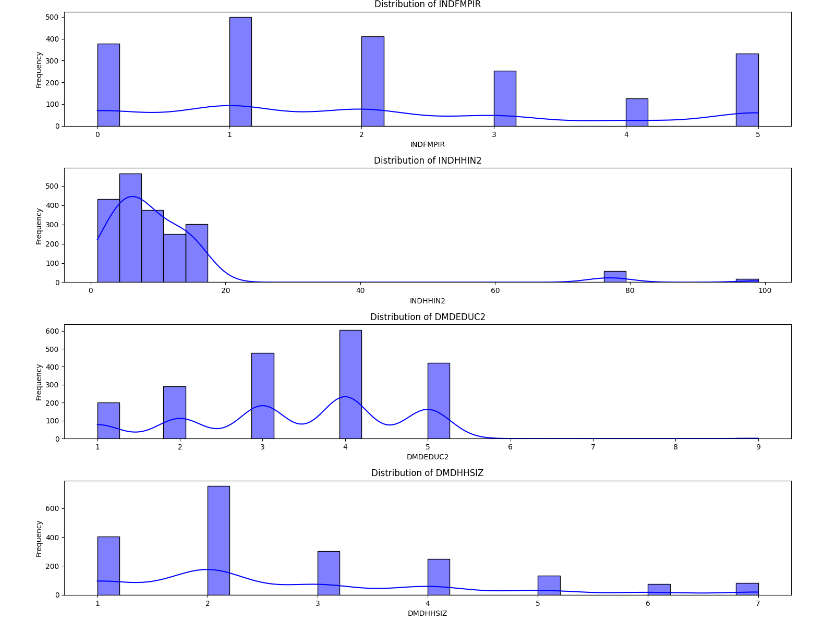 Distribution of INDFMPIR
500
400
300
200
100
0
Frequency
0 1 2 3 4 5
INDFMPIR
Distribution of INDHHIN2
500
400
300
200
100
0
Frequency
0 20 40 60 80 100
INDHHIN2
Distribution of DMDEDUC2
600
500
400
300
200
100
0
Frequency
1 2 3 4 5 6 7 8 9
DMDEDUC2
Distribution of DMDHHSIZ
600
400
200
0
Frequency
1 2 3 4 5 6 7
DMDHHSIZ